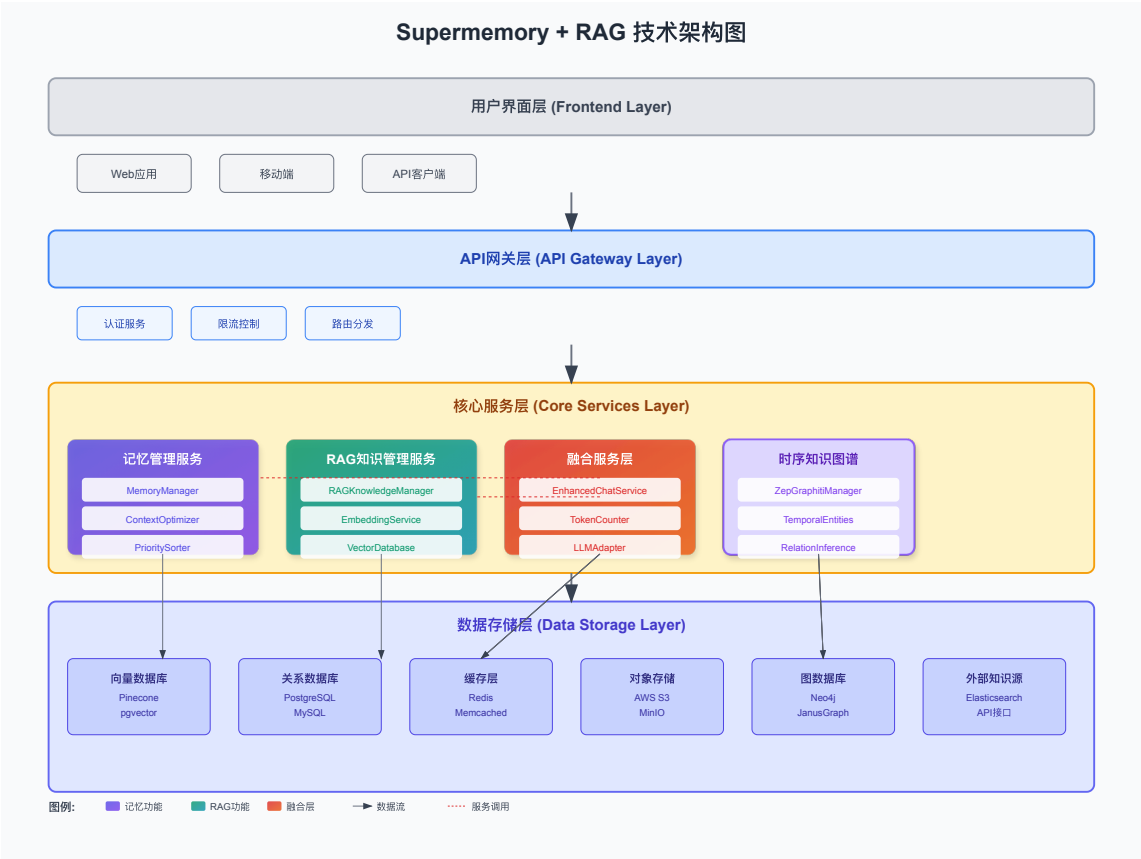 Supermemory + RAG 技术架构图
用户界面层 (Frontend Layer)
Web应用
移动端
API客户端
API网关层 (API Gateway Layer)
认证服务
限流控制
路由分发
核心服务层 (Core Services Layer)
记忆管理服务
MemoryManager
ContextOptimizer
PrioritySorter
RAG知识管理服务
RAGKnowledgeManager
EmbeddingService
VectorDatabase
融合服务层
EnhancedChatService
TokenCounter
LLMAdapter
时序知识图谱
ZepGraphitiManager
TemporalEntities
RelationInference
数据存储层 (Data Storage Layer)
向量数据库
Pinecone
pgvector
关系数据库
PostgreSQL
MySQL
缓存层
Redis
Memcached
对象存储
AWS S3
MinIO
图数据库
Neo4j
JanusGraph
外部知识源
Elasticsearch
API接口
图例:
记忆功能
RAG功能
融合层
数据流
服务调用